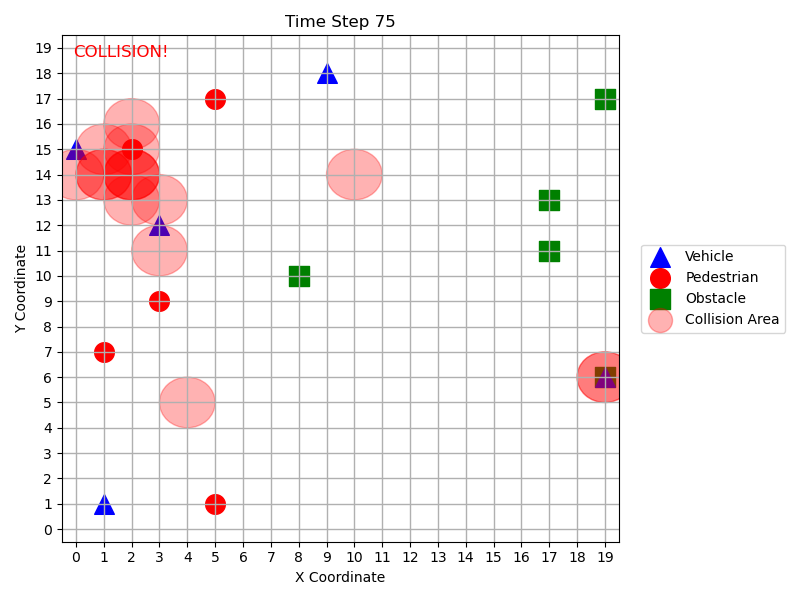 Time Step 75
COLLISION!
19
18
17
16
15
14
13
12
11
10
9
8
7
6
5
4
3
2
1
0
Y Coordinate
0 1 2 3 4 5 6 7 8 9 10 11 12 13 14 15 16 17 18 19
X Coordinate
Vehicle
Pedestrian
Obstacle
Collision Area